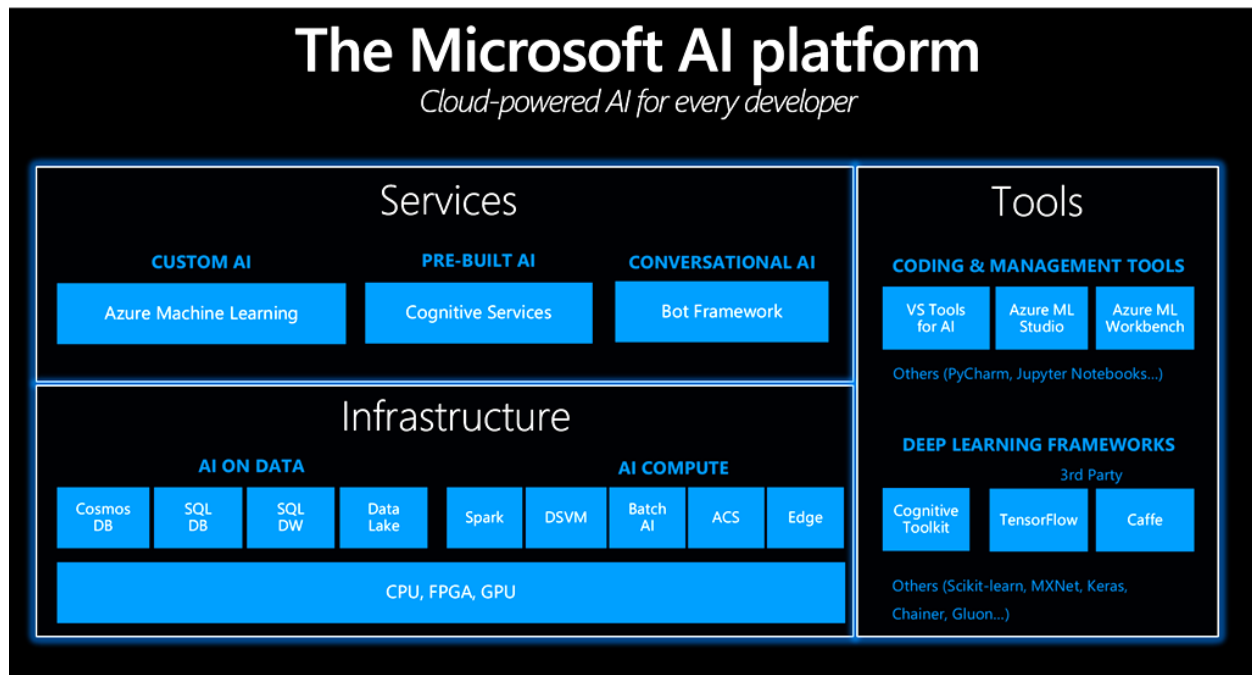 The Microsoft AI platform
Cloud-powered AI for every developer
Services
CUSTOM AI
PRE-BUILT AI
CONVERSATIONAL AI
Azure Machine Learning
Cognitive Services
Bot Framework
Infrastructure
AI ON DATA
AI COMPUTE
Cosmos
DB
SQL
DB
SQL
DW
Data
Lake
Spark
DSVM
Batch
AI
ACS
Edge
CPU, FPGA, GPU
Tools
CODING & MANAGEMENT TOOLS
VS Tools
for AI
Azure ML
Studio
Azure ML
Workbench
Others (PyCharm, Jupyter Notebooks...)
DEEP LEARNING FRAMEWORKS
3rd Party
Cognitive
Toolkit
TensorFlow
Caffe
Others (Scikit-learn, MXNet, Keras,
Chainer, Gluon...)